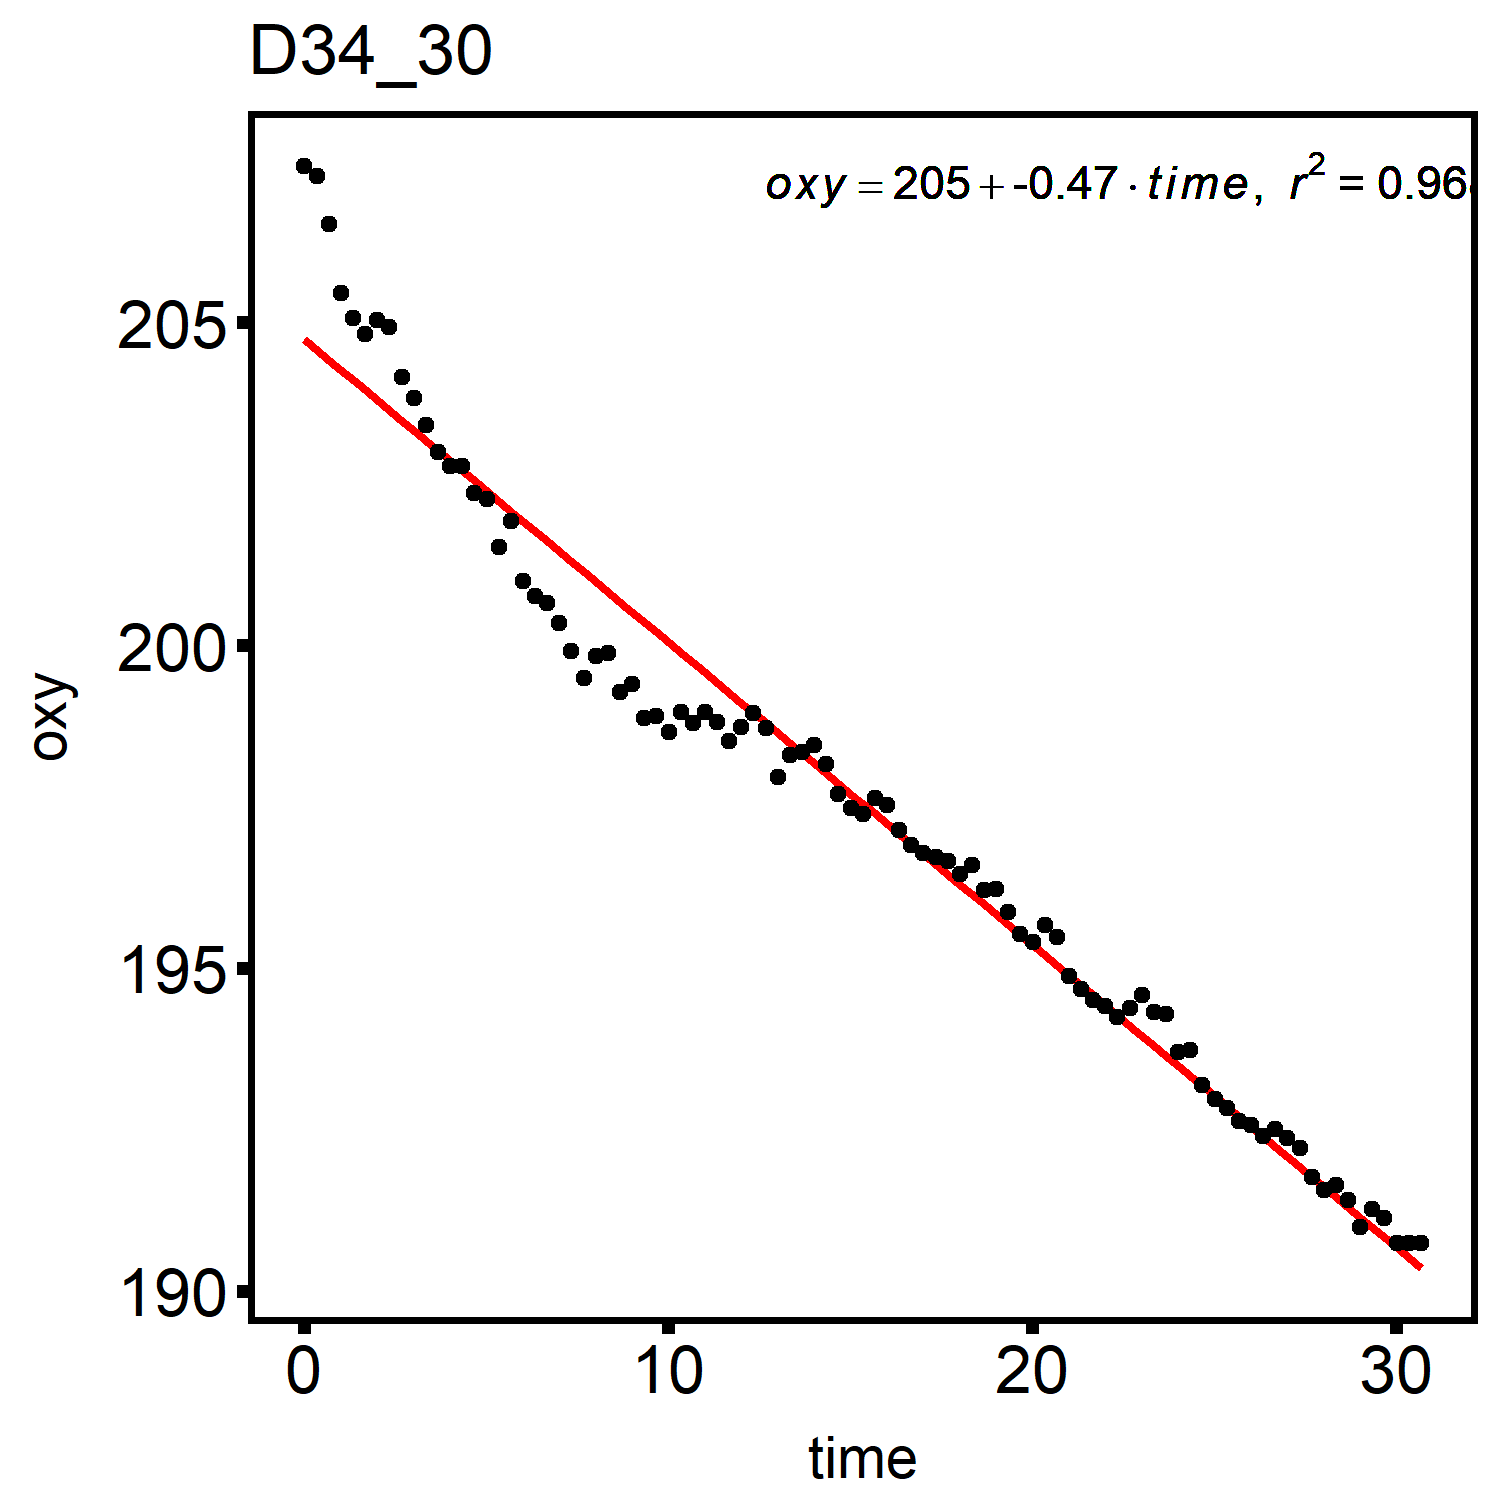 D34_30
oxy = 205 + -0.47 · time, r² = 0.96
205
200
195
190
oxy
0 10 20 30
time